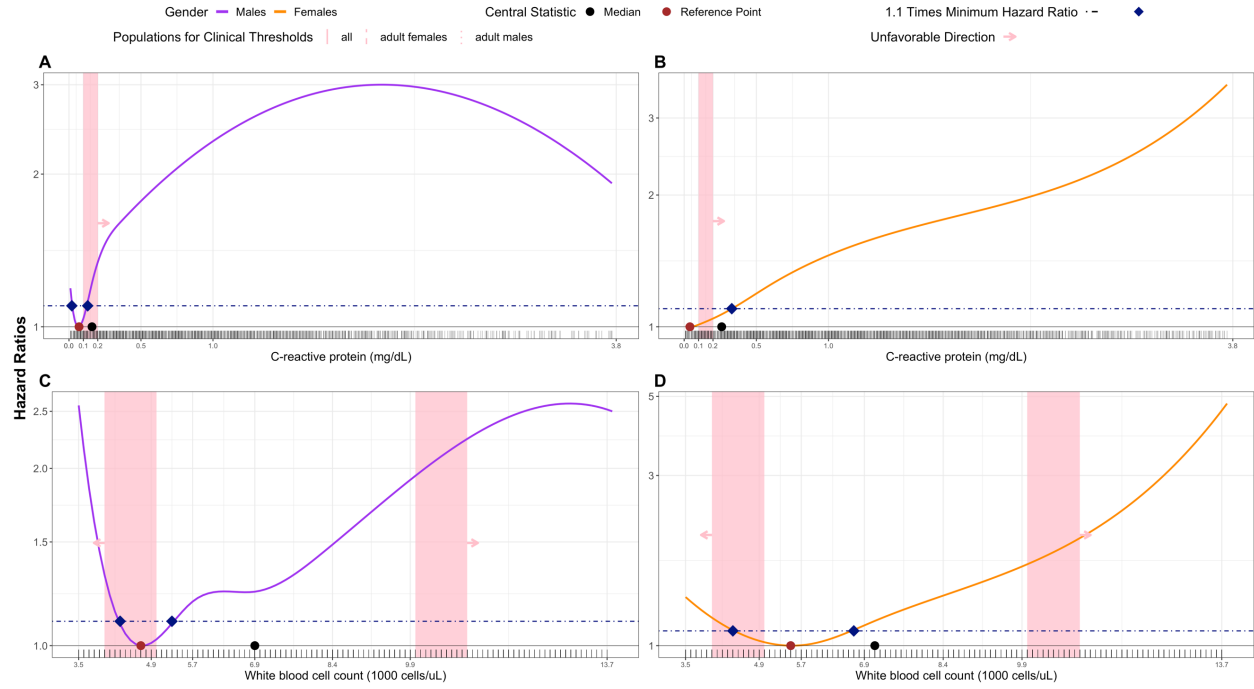 Gender Males Females Central Statistic Median Reference Point 1.1 Times Minimum Hazard Ratio
Populations for Clinical Thresholds all adult females adult males Unfavorable Direction
Hazard Ratios
A
3
2
1
0.0 0.1 0.2 0.5 1.0 3.8
C-reactive protein (mg/dL)
B
3
2
1
0.0 0.1 0.2 0.5 1.0 3.8
C-reactive protein (mg/dL)
C
2.5
2.0
1.5
1.0
3.5 4.9 5.7 6.9 8.4 9.9 13.7
White blood cell count (1000 cells/uL)
D
5
3
1
3.5 4.9 5.7 6.9 8.4 9.9 13.7
White blood cell count (1000 cells/uL)